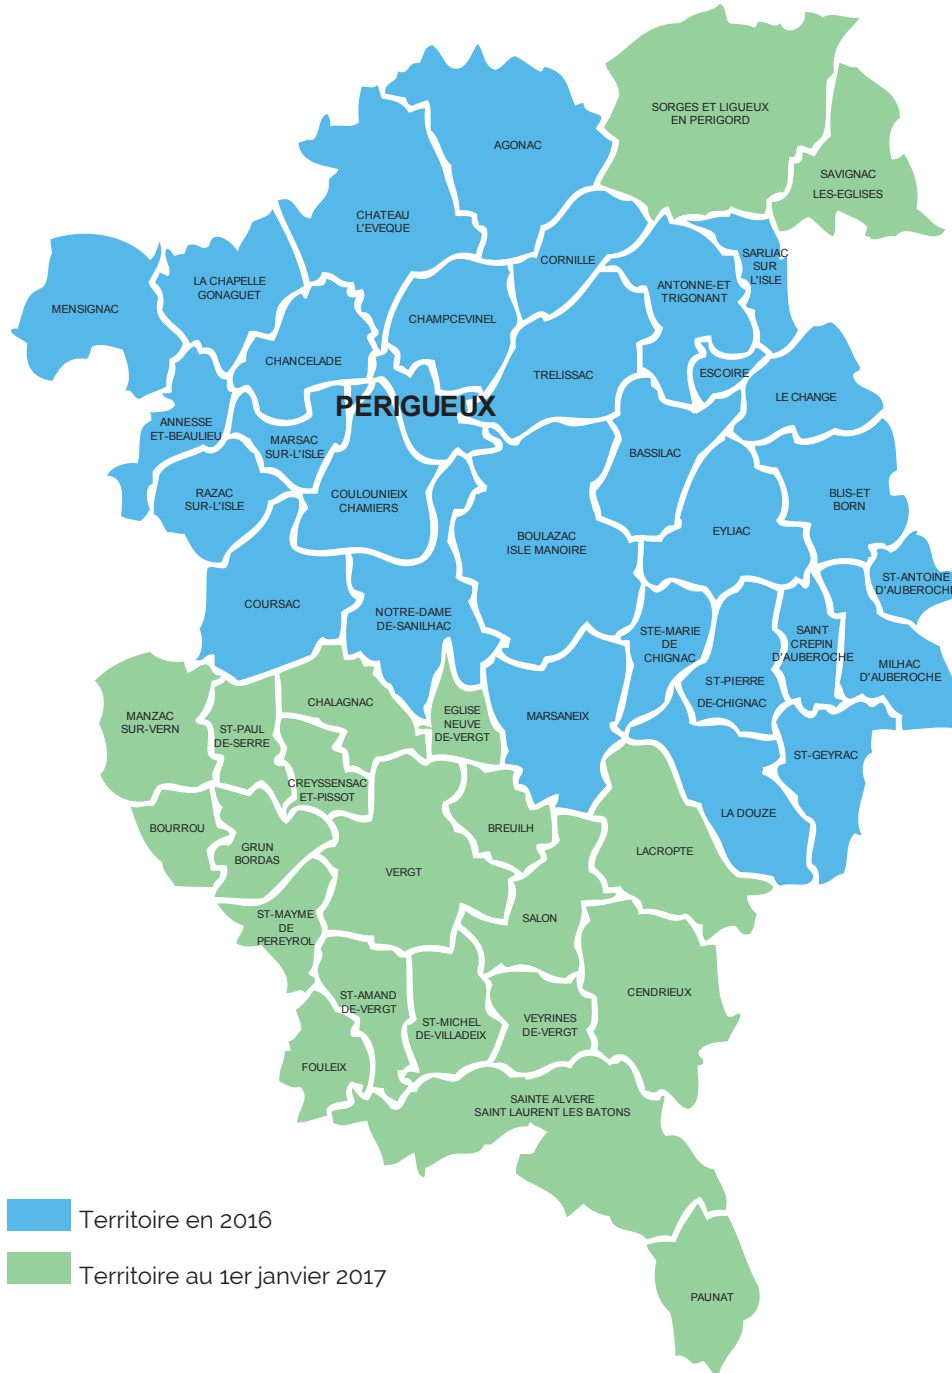 SORGES ET LIGUEUX
EN PERIGORD
AGONAC
SAVIGNAC
LES-EGLISES
CHATEAU
L'EVEQUE
CORNILLE
SARLIAC
SUR
L'ISLE
LA CHAPELLE
GONAGUET
ANTONNE-ET
TRIGONANT
MENSIGNAC
CHAMPCEVINEL
CHANCELADE
TRELISSAC
ESCOIRE
LE CHANGE
PERIGUEUX
ANNESSE
ET-BEAULIEU
MARSAC
SUR-L'ISLE
BASSILAC
RAZAC
SUR-L'ISLE
COULOUNIEIX
CHAMIERS
BLIS-ET
BORN
BOULAZAC
ISLE MANOIRE
EYLIAC
ST-ANTOINE
D'AUBEROCHE
COURSAC
NOTRE-DAME
DE-SANILHAC
STE-MARIE
DE
CHIGNAC
SAINT
CREPIN
D'AUBEROCHE
MILHAC
D'AUBEROCHE
ST-PIERRE
DE-CHIGNAC
CHALAGNAC
EGLISE
NEUVE
DE-VERGT
MARSANEIX
MANZAC
SUR-VERN
ST-PAUL
DE-SERRE
ST-GEYRAC
CREYSSENSAC
ET-PISSOT
LA DOUZE
BOURROU
BREUILH
GRUN
BORDAS
LACROPTE
VERGT
ST-MAYME
DE
PEREYROL
SALON
CENDRIEUX
ST-AMAND
DE-VERGT
ST-MICHEL
DE-VILLADEIX
VEYRINES
DE-VERGT
FOULEIX
SAINTE ALVERE
SAINT LAURENT LES BATONS
Territoire en 2016
Territoire au 1er janvier 2017
PAUNAT